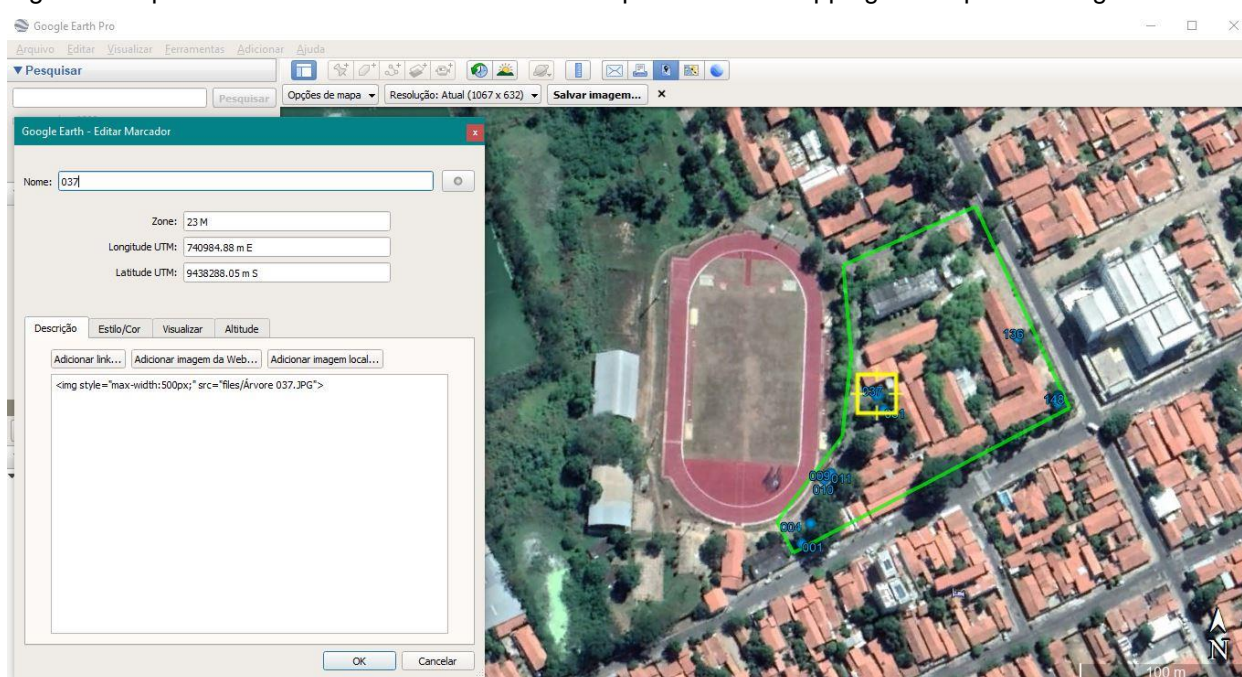 Google Earth Pro
Arquivo Editar Visualizar Ferramentas Adicionar Ajuda
Pesquisar
Pesquisar
Opções de mapa
Resolução: Atual (1067 x 632)
Salvar imagem...
Google Earth - Editar Marcador
Nome: 037
Zone: 23 M
Longitude UTM: 740984.88 m E
Latitude UTM: 9438288.05 m S
Descrição Estilo/Cor Visualizar Altitude
Adicionar link... Adicionar imagem da Web... Adicionar imagem local...
<img style="max-width:500px;" src="files/Árvore 037.JPG">
OK Cancelar
136
148
037
009 011
010
004
001
N
100 m